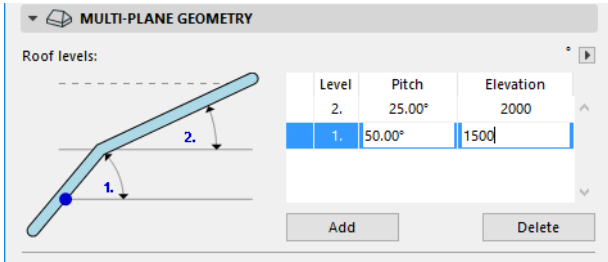 MULTI-PLANE GEOMETRY
Roof levels:
°
Level Pitch Elevation
2. 25.00° 2000
1. 50.00° 1500
2.
1.
Add Delete